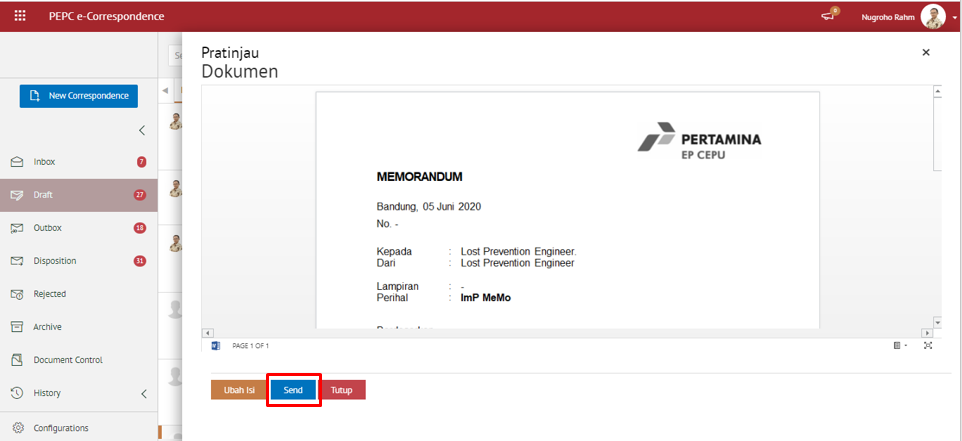 PEPC e-Correspondence
Nugroho Rahm
Se
Pratinjau
Dokumen
New Correspondence
Inbox 7
Draft 27
Outbox 18
Disposition 31
Rejected
Archive
Document Control
History
Configurations
PERTAMINA
EP CEPU
MEMORANDUM
Bandung, 05 Juni 2020
No. -
Kepada : Lost Prevention Engineer.
Dari : Lost Prevention Engineer
Lampiran : -
Perihal : ImP MeMo
PAGE 1 OF 1
Ubah Isi Send Tutup